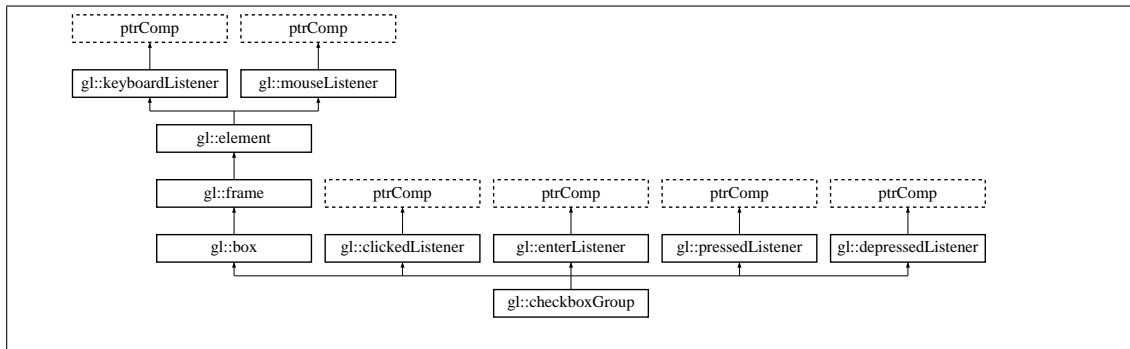 ptrComp ptrComp
gl::keyboardListener gl::mouseListener
gl::element
gl::frame ptrComp ptrComp ptrComp ptrComp
gl::box gl::clickedListener gl::enterListener gl::pressedListener gl::depressedListener
gl::checkboxGroup